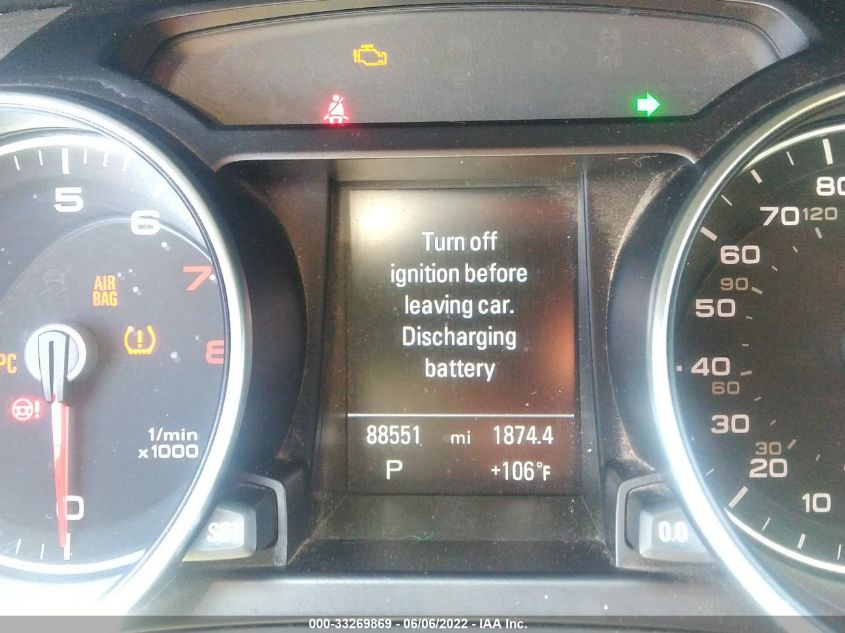 5
6
7
8
AIR
BAG
PC
1/min
x 1000
0
Turn off
ignition before
leaving car.
Discharging
battery
88551 mi 1874.4
P +106°F
80
70 120
60
90
50
40
60
30
30
20
10
SET
0.0
000-33269869 - 06/06/2022 - IAA Inc.